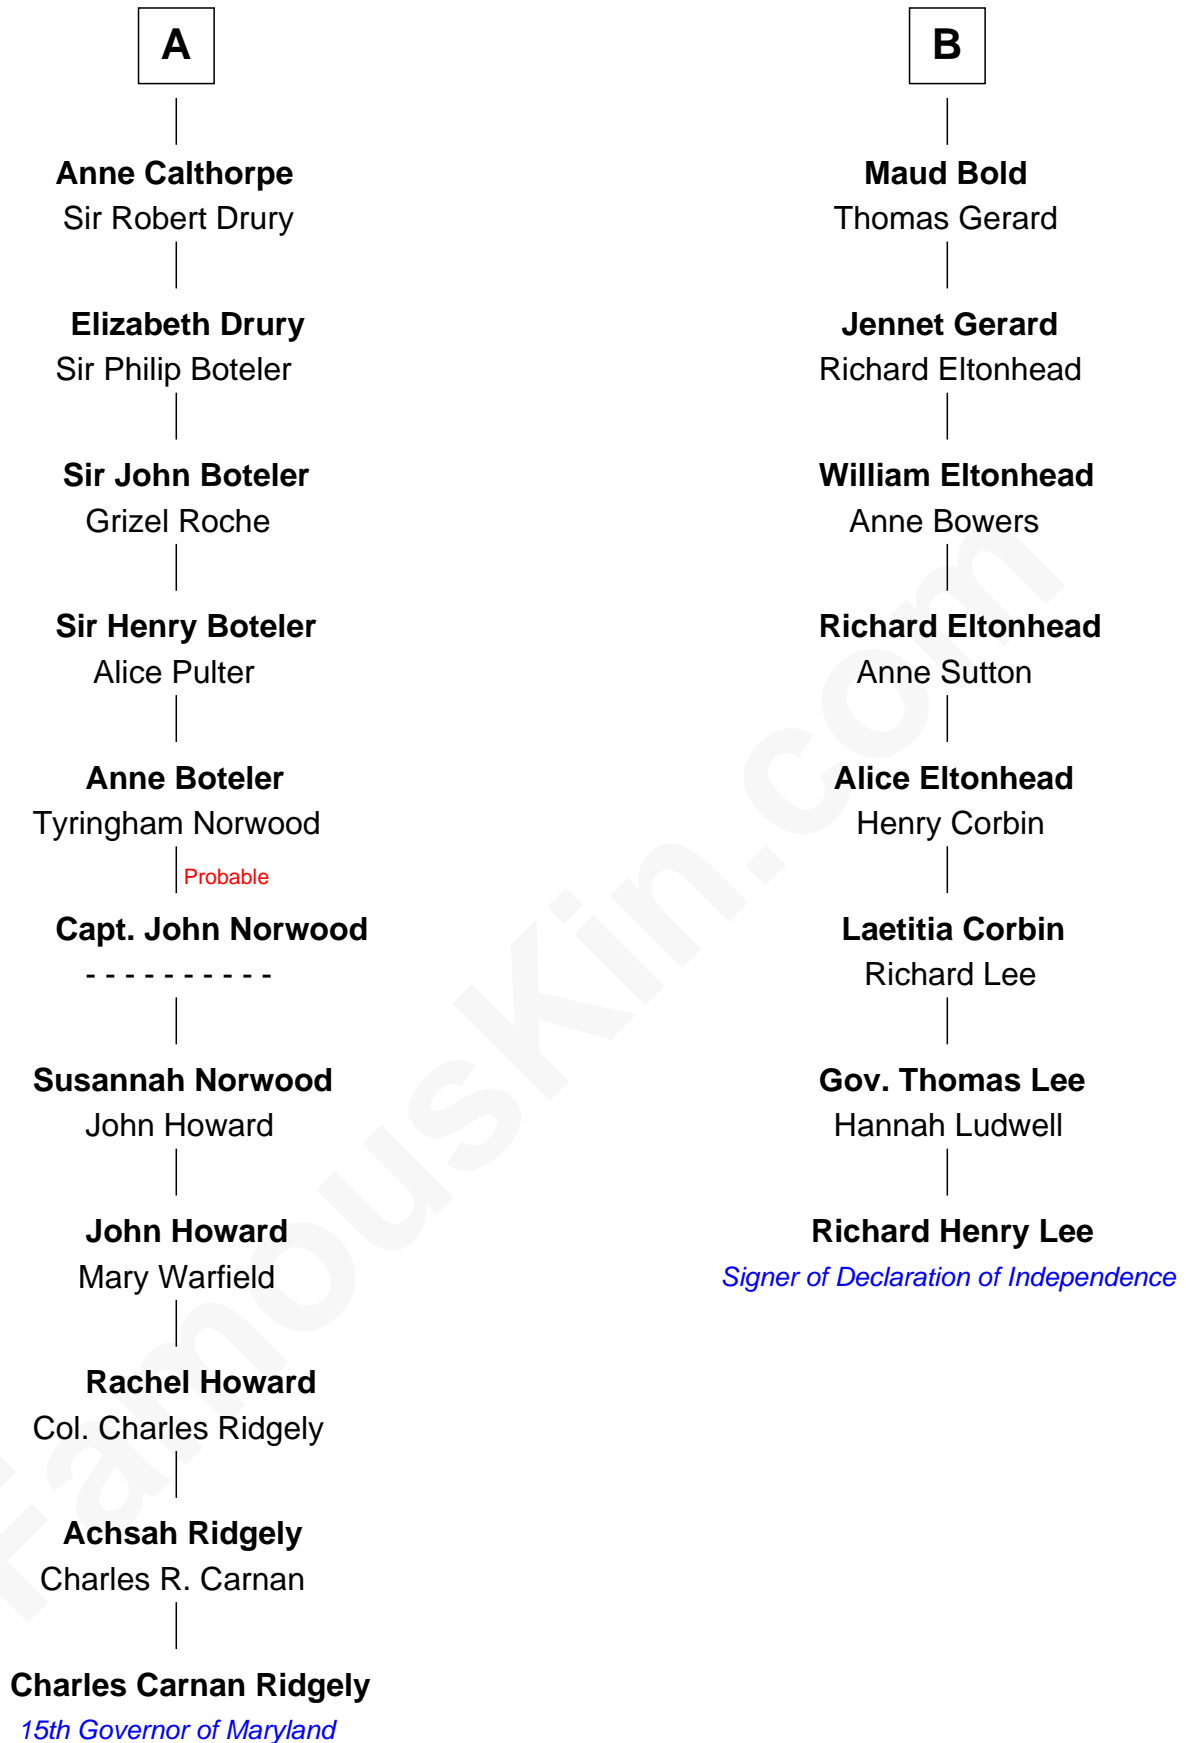 A
Anne Calthorpe
Sir Robert Drury
Elizabeth Drury
Sir Philip Boteler
Sir John Boteler
Grizel Roche
Sir Henry Boteler
Alice Pulter
Anne Boteler
Tyringham Norwood
Probable
Capt. John Norwood
- - - - - - - - - -
Susannah Norwood
John Howard
John Howard
Mary Warfield
Rachel Howard
Col. Charles Ridgely
Achsah Ridgely
Charles R. Carnan
Charles Carnan Ridgely
15th Governor of Maryland
B
Maud Bold
Thomas Gerard
Jennet Gerard
Richard Eltonhead
William Eltonhead
Anne Bowers
Richard Eltonhead
Anne Sutton
Alice Eltonhead
Henry Corbin
Laetitia Corbin
Richard Lee
Gov. Thomas Lee
Hannah Ludwell
Richard Henry Lee
Signer of Declaration of Independence
FamousKin.com